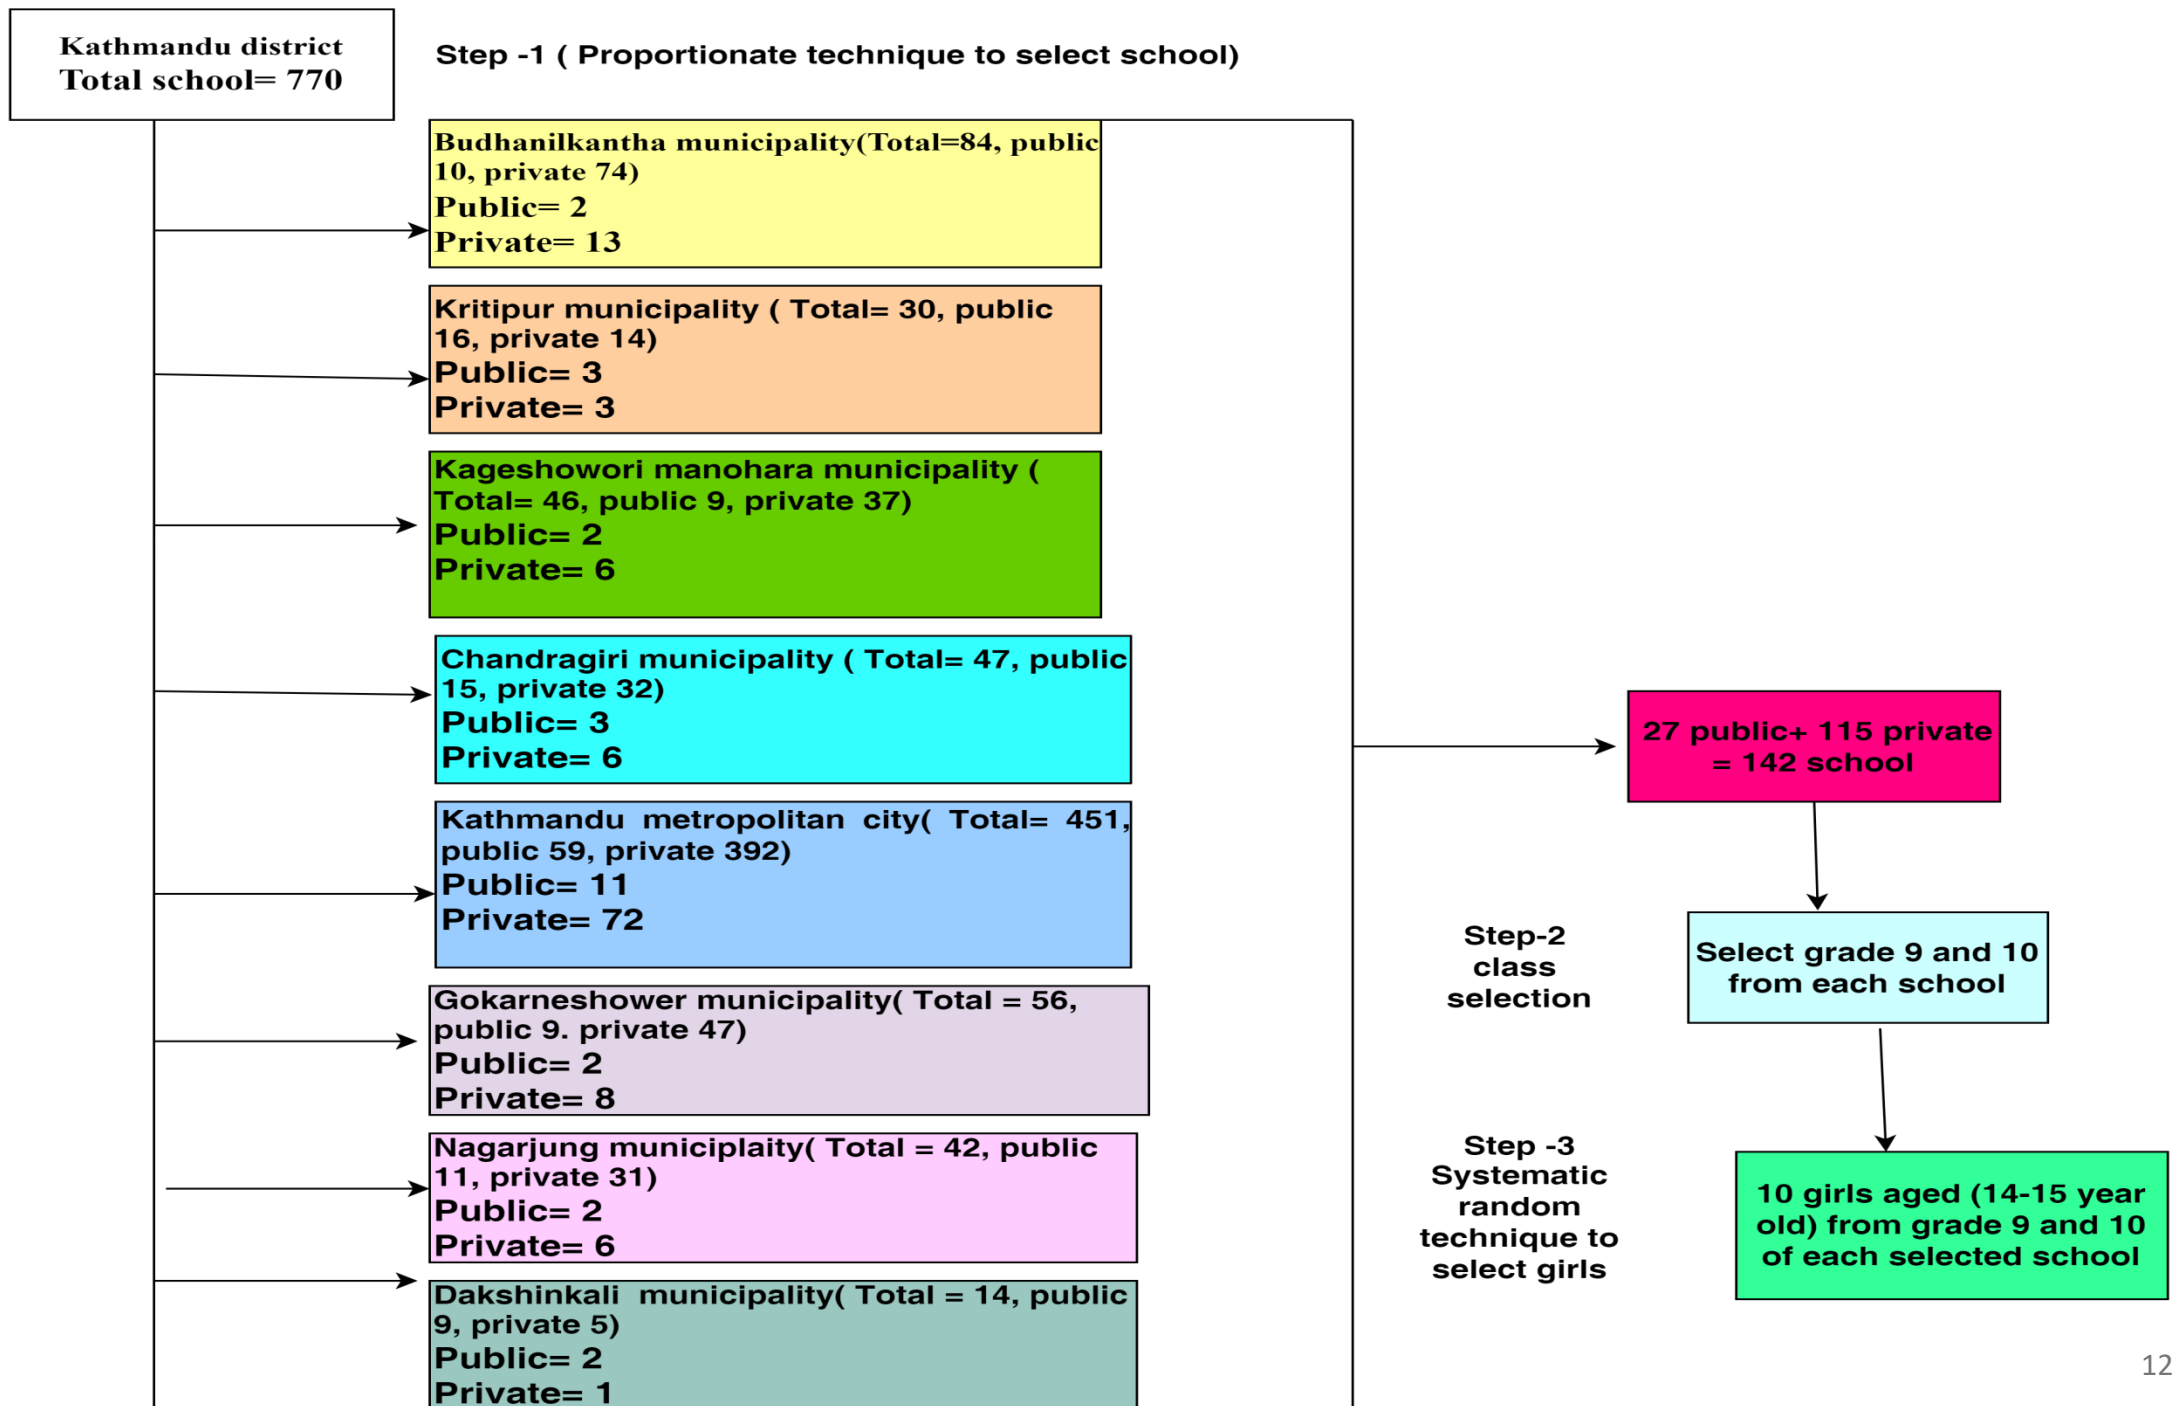 Kathmandu district
Total school= 770
Step -1 ( Proportionate technique to select school)
Budhanilkantha municipality(Total=84, public
10, private 74)
Public= 2
Private= 13
Kritipur municipality ( Total= 30, public
16, private 14)
Public= 3
Private= 3
Kageshowori manohara municipality (
Total= 46, public 9, private 37)
Public= 2
Private= 6
Chandragiri municipality ( Total= 47, public
15, private 32)
Public= 3
Private= 6
Kathmandu metropolitan city( Total= 451,
public 59, private 392)
Public= 11
Private= 72
Gokarneshower municipality( Total = 56,
public 9. private 47)
Public= 2
Private= 8
Nagarjung municiplaity( Total = 42, public
11, private 31)
Public= 2
Private= 6
Dakshinkali municipality( Total = 14, public
9, private 5)
Public= 2
Private= 1
27 public+ 115 private
= 142 school
Step-2
class
selection
Select grade 9 and 10
from each school
Step -3
Systematic
random
technique to
select girls
10 girls aged (14-15 year
old) from grade 9 and 10
of each selected school
12